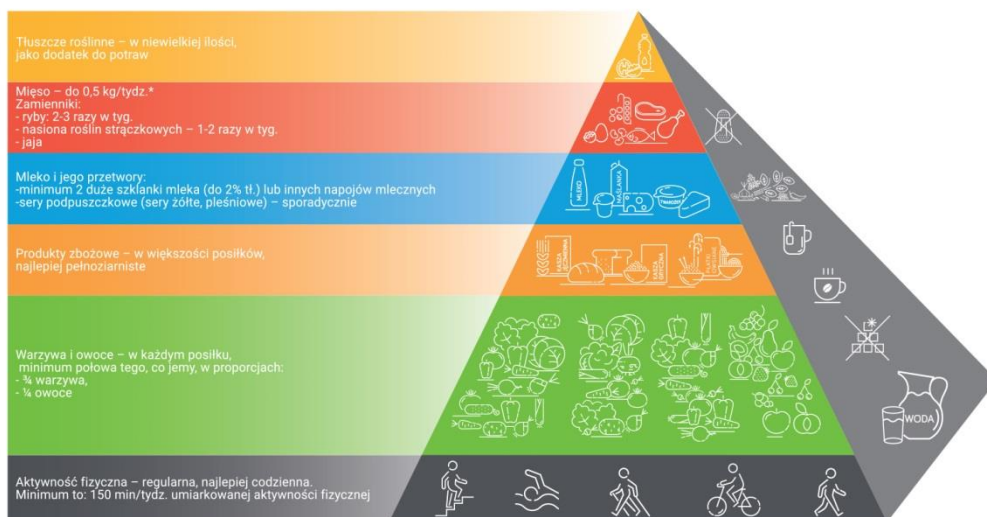 Tłuszcze roślinne – w niewielkiej ilości,
jako dodatek do potraw
Mięso – do 0,5 kg/tydz.*
Zamienniki:
- ryby: 2-3 razy w tyg.
- nasiona roślin strączkowych – 1-2 razy w tyg.
- jaja
Mleko i jego przetwory:
-minimum 2 duże szklanki mleka (do 2% tł.) lub innych napojów mlecznych
-sery podpuszczkowe (sery żółte, pleśniowe) – sporadycznie
MLEKO
MAŚLANKA
TWARÓG
Produkty zbożowe – w większości posiłków,
najlepiej pełnoziarniste
KASZA
JĘCZMIENNA
KASZA
GRYCZNA
PŁATKI
OWSIANE
Warzywa i owoce – w każdym posiłku,
minimum połowa tego, co jemy, w proporcjach:
- ¾ warzywa,
- ¼ owoce
WODA
Aktywność fizyczna – regularna, najlepiej codzienna.
Minimum to: 150 min/tydz. umiarkowanej aktywności fizycznej